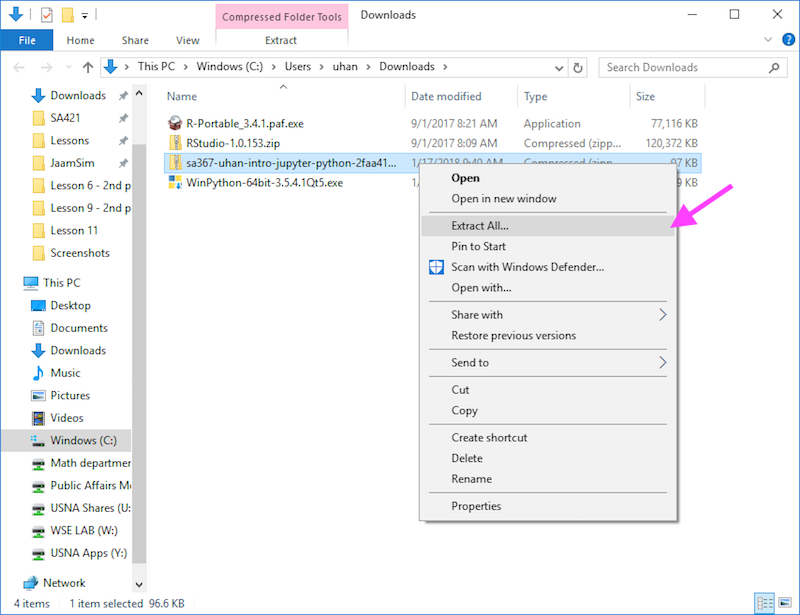 Compressed Folder Tools Downloads
File Home Share View Extract
This PC Windows (C:) Users uhan Downloads Search Downloads
Name Date modified Type Size
R-Portable_3.4.1.paf.exe 9/1/2017 8:21 AM Application 77,116 KB
RStudio-1.0.153.zip 9/1/2017 8:09 AM Compressed (zipp... 120,372 KB
sa367-uhan-intro-jupyter-python-2faa41... 1/17/2018 9:40 AM Compressed (zipp 97 KB
WinPython-64bit-3.5.4.1Qt5.exe KB
Downloads
SA421
Lessons
JaamSim
Lesson 6 - 2nd p
Lesson 9 - 2nd p
Lesson 11
Screenshots
This PC
Desktop
Documents
Downloads
Music
Pictures
Videos
Windows (C:)
Math departmen
Public Affairs M
USNA Shares (U:
WSE LAB (W:)
USNA Apps (Y:)
Network
Open
Open in new window
Extract All...
Pin to Start
Scan with Windows Defender...
Open with...
Share with
Restore previous versions
Send to
Cut
Copy
Create shortcut
Delete
Rename
Properties
4 items 1 item selected 96.6 KB